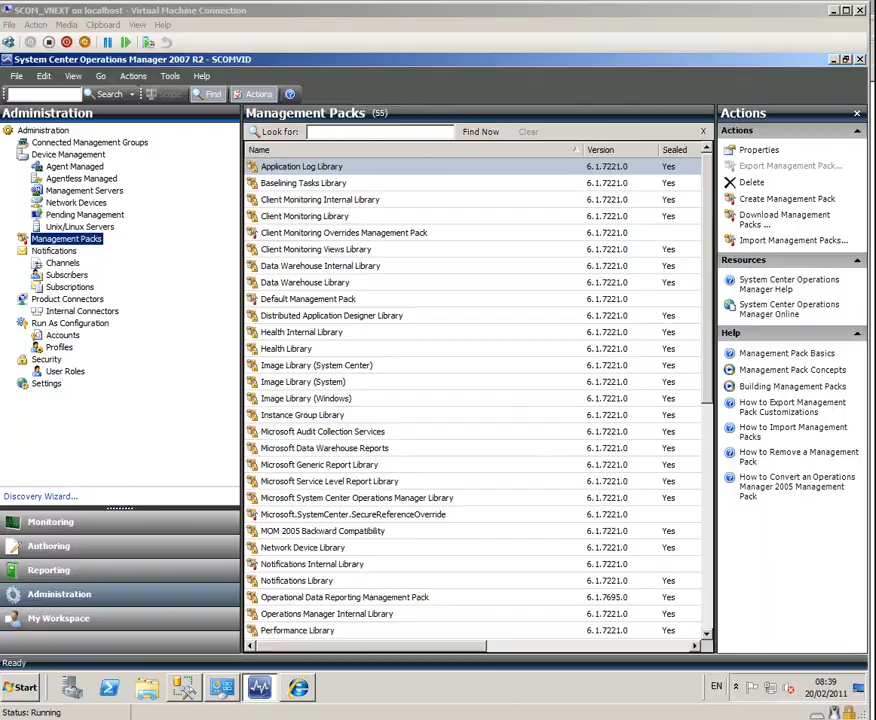 SCOM_VNEXT on localhost - Virtual Machine Connection
File Action Media Clipboard View Help
System Center Operations Manager 2007 R2 - SCOMVID
File Edit View Go Actions Tools Help
Search Scope Find Actions
Administration
Administration
Connected Management Groups
Device Management
Agent Managed
Agentless Managed
Management Servers
Network Devices
Pending Management
Unix/Linux Servers
Management Packs
Notifications
Channels
Subscribers
Subscriptions
Product Connectors
Internal Connectors
Run As Configuration
Accounts
Profiles
Security
User Roles
Settings
Discovery Wizard...
Monitoring
Authoring
Reporting
Administration
My Workspace
Management Packs (55)
Look for: Find Now Clear X
Name Version Sealed
Application Log Library 6.1.7221.0 Yes
Baselining Tasks Library 6.1.7221.0 Yes
Client Monitoring Internal Library 6.1.7221.0 Yes
Client Monitoring Library 6.1.7221.0 Yes
Client Monitoring Overrides Management Pack 6.1.7221.0
Client Monitoring Views Library 6.1.7221.0 Yes
Data Warehouse Internal Library 6.1.7221.0 Yes
Data Warehouse Library 6.1.7221.0 Yes
Default Management Pack 6.1.7221.0
Distributed Application Designer Library 6.1.7221.0 Yes
Health Internal Library 6.1.7221.0 Yes
Health Library 6.1.7221.0 Yes
Image Library (System Center) 6.1.7221.0 Yes
Image Library (System) 6.1.7221.0 Yes
Image Library (Windows) 6.1.7221.0 Yes
Instance Group Library 6.1.7221.0 Yes
Microsoft Audit Collection Services 6.1.7221.0 Yes
Microsoft Data Warehouse Reports 6.1.7221.0 Yes
Microsoft Generic Report Library 6.1.7221.0 Yes
Microsoft Service Level Report Library 6.1.7221.0 Yes
Microsoft System Center Operations Manager Library 6.1.7221.0 Yes
Microsoft.SystemCenter.SecureReferenceOverride 6.1.7221.0
MOM 2005 Backward Compatibility 6.1.7221.0 Yes
Network Device Library 6.1.7221.0 Yes
Notifications Internal Library 6.1.7221.0
Notifications Library 6.1.7221.0 Yes
Operational Data Reporting Management Pack 6.1.7695.0 Yes
Operations Manager Internal Library 6.1.7221.0 Yes
Performance Library 6.1.7221.0 Yes
Actions
Actions
Properties
Export Management Pack...
Delete
Create Management Pack
Download Management
Packs ...
Import Management Packs...
Resources
System Center Operations
Manager Help
System Center Operations
Manager Online
Help
Management Pack Basics
Management Pack Concepts
Building Management Packs
How to Export Management
Pack Customizations
How to Import Management
Packs
How to Remove a Management
Pack
How to Convert an Operations
Manager 2005 Management
Pack
Ready
Start
EN
08:39
20/02/2011
Status: Running